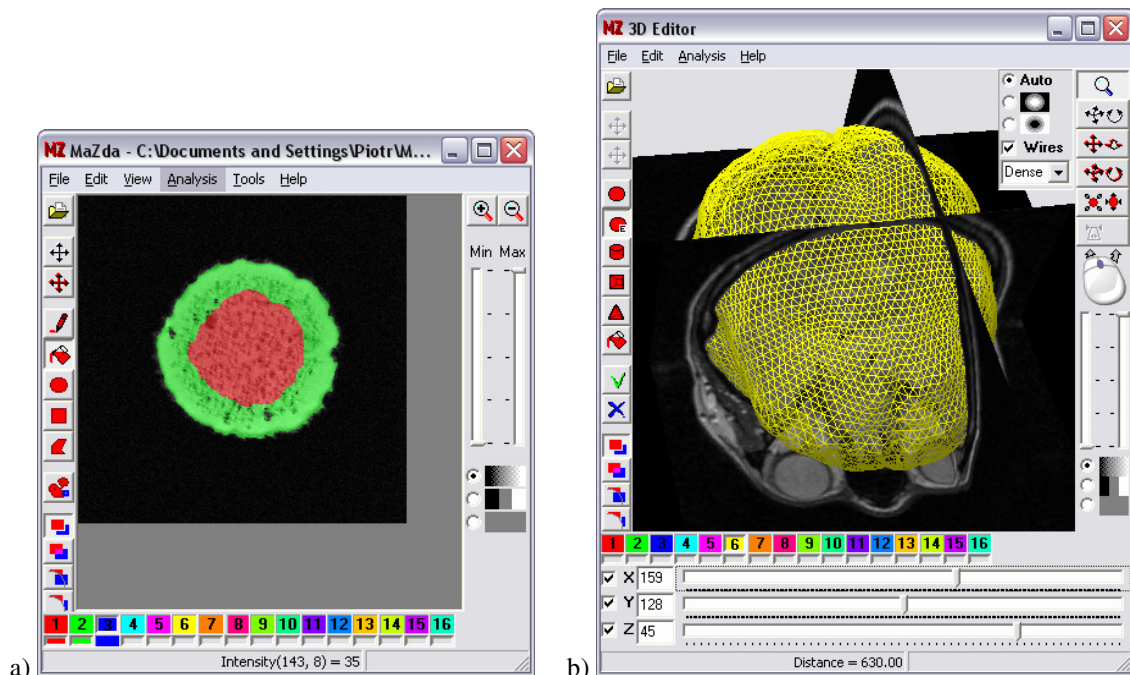 MZ MaZda - C:\Documents and Settings\Piotr\M...
File Edit View Analysis Tools Help
Min Max
1 2 3 4 5 6 7 8 9 10 11 12 13 14 15 16
Intensity(143, 8) = 35
a)
MZ 3D Editor
File Edit Analysis Help
Auto
Wires
Dense
E
1 2 3 4 5 6 7 8 9 10 11 12 13 14 15 16
X 159
Y 128
Z 45
Distance = 630.00
b)